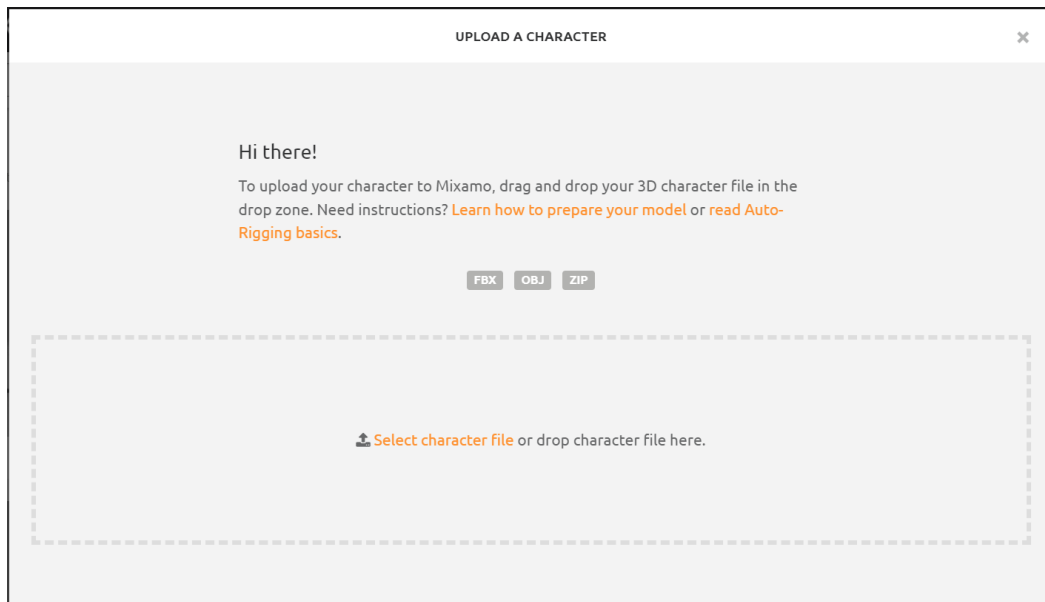 UPLOAD A CHARACTER
Hi there!
To upload your character to Mixamo, drag and drop your 3D character file in the
drop zone. Need instructions? Learn how to prepare your model or read Auto-
Rigging basics.
FBX OBJ ZIP
Select character file or drop character file here.